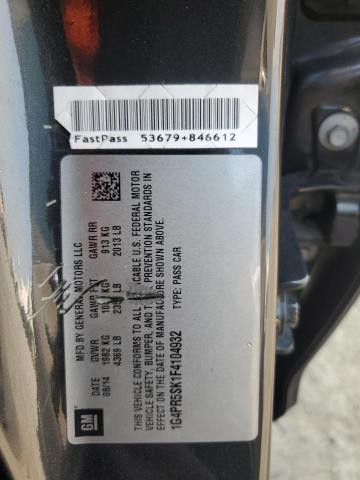 FastPass 53679+846612
MFD BY GENERAL MOTORS LLC
DATE GVWR GAWR GAWR RR
08/14 1982 KG KG 913 KG
4369 LB LB 2013 LB
THIS VEHICLE CONFORMS TO ALL U.S. FEDERAL MOTOR
VEHICLE SAFETY, BUMPER, AND PREVENTION STANDARDS IN
EFFECT ON THE DATE OF MANUFACTURE SHOWN ABOVE.
1G4PR5SK1F4104932 TYPE: PASS CAR
GM